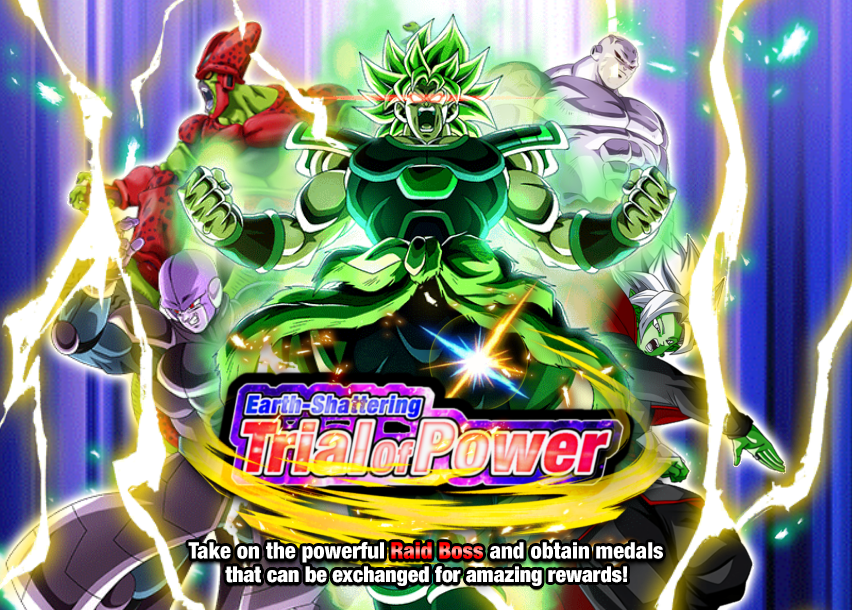 Earth-Shattering
Trial of Power
Take on the powerful Raid Boss and obtain medals
that can be exchanged for amazing rewards!